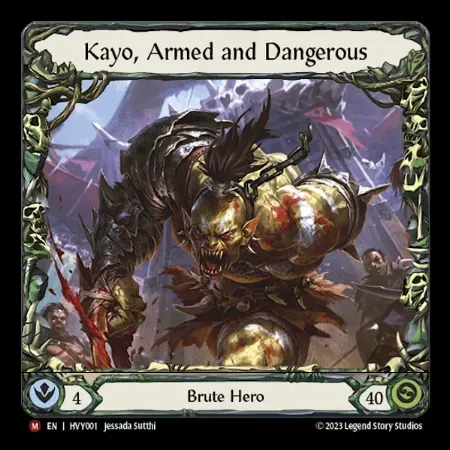 Kayo, Armed and Dangerous
4 Brute Hero 40
M EN | HVY001 Jessada Sutthi © 2023 Legend Story Studios